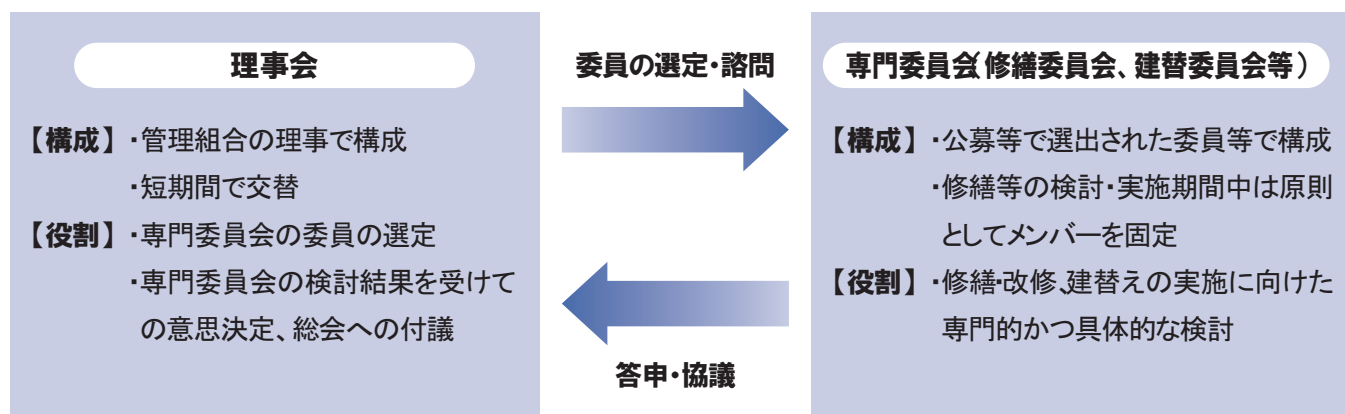 理事会
【構成】・管理組合の理事で構成
・短期間で交替
【役割】・専門委員会の委員の選定
・専門委員会の検討結果を受けて
の意思決定、総会への付議
委員の選定・諮問
答申・協議
専門委員会(修繕委員会、建替委員会等)
【構成】・公募等で選出された委員等で構成
・修繕等の検討・実施期間中は原則
としてメンバーを固定
【役割】・修繕・改修、建替えの実施に向けた
専門的かつ具体的な検討